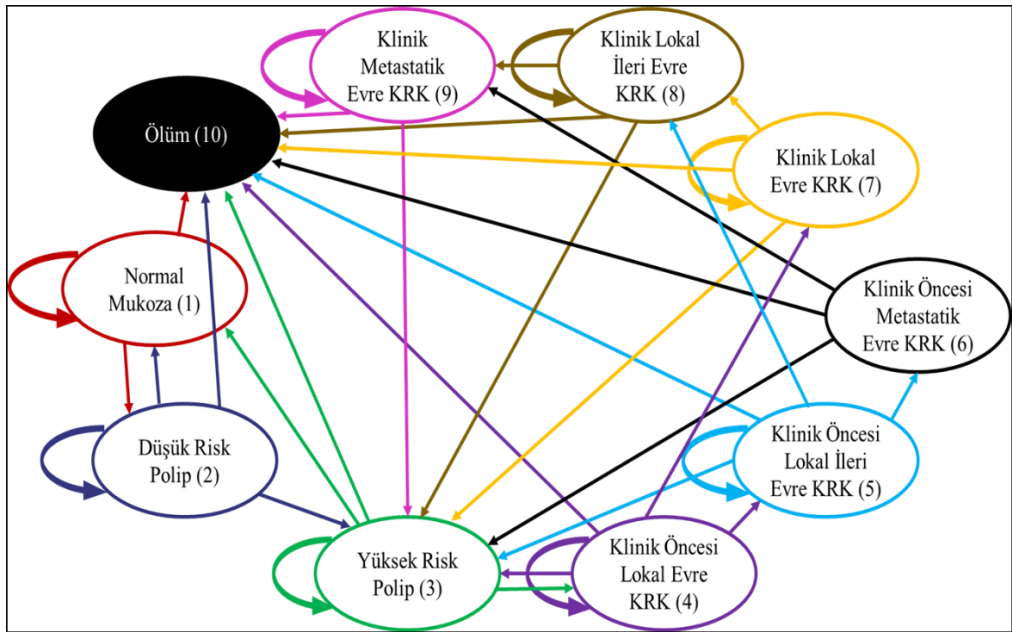 Klinik
Metastatik
Evre KRK (9)
Klinik Lokal
İleri Evre
KRK (8)
Ölüm (10)
Klinik Lokal
Evre KRK (7)
Normal
Mukoza (1)
Klinik Öncesi
Metastatik
Evre KRK (6)
Düşük Risk
Polip (2)
Klinik Öncesi
Lokal İleri
Evre KRK (5)
Yüksek Risk
Polip (3)
Klinik Öncesi
Lokal Evre
KRK (4)